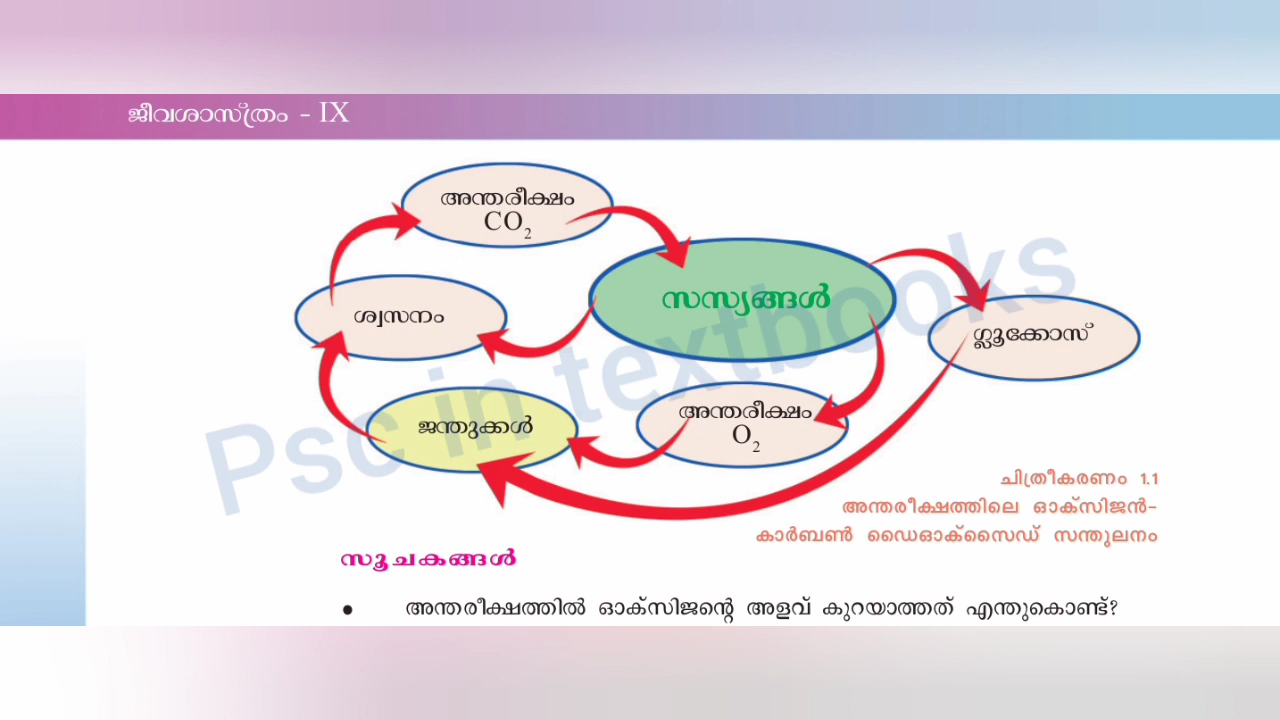 ജീവശാസ്ത്രം - IX
അന്തരീക്ഷം
CO₂
സസ്യങ്ങൾ
ശ്വസനം
ഗ്ലൂക്കോസ്
ജന്തുക്കൾ
അന്തരീക്ഷം
O₂
Psc in textbooks
ചിത്രീകരണം 1.1
അന്തരീക്ഷത്തിലെ ഓക്സിജൻ-
കാർബൺ ഡൈഓക്സൈഡ് സന്തുലനം
സൂചകങ്ങൾ
• അന്തരീക്ഷത്തിൽ ഓക്സിജന്റെ അളവ് കുറയാത്തത് എന്തുകൊണ്ട്?